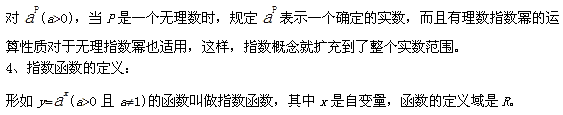 对 aᴾ(a>0)，当 P 是一个无理数时，规定 aᴾ 表示一个确定的实数，而且有理数指数幂的运
算性质对于无理指数幂也适用，这样，指数概念就扩充到了整个实数范围。
4、指数函数的定义：
形如 y=aˣ(a>0 且 a≠1)的函数叫做指数函数，其中 x 是自变量，函数的定义域是 R。